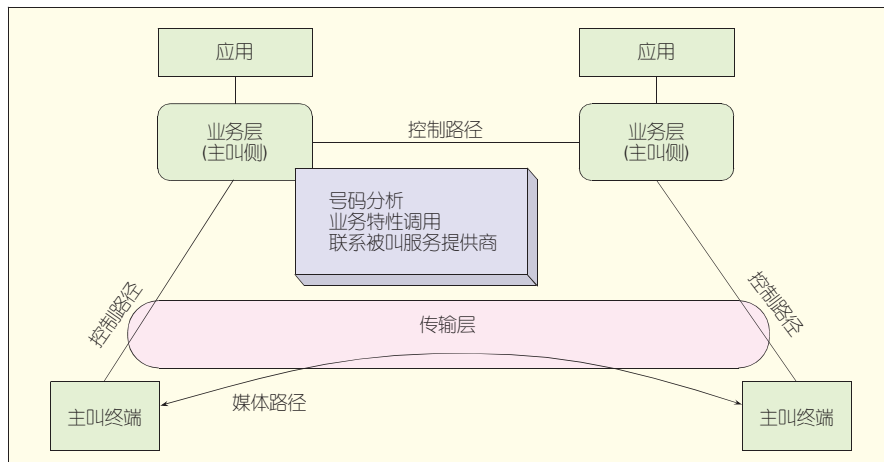 应用
应用
业务层
(主叫侧)
控制路径
业务层
(主叫侧)
号码分析
业务特性调用
联系被叫服务提供商
控制路径
控制路径
传输层
主叫终端
媒体路径
主叫终端